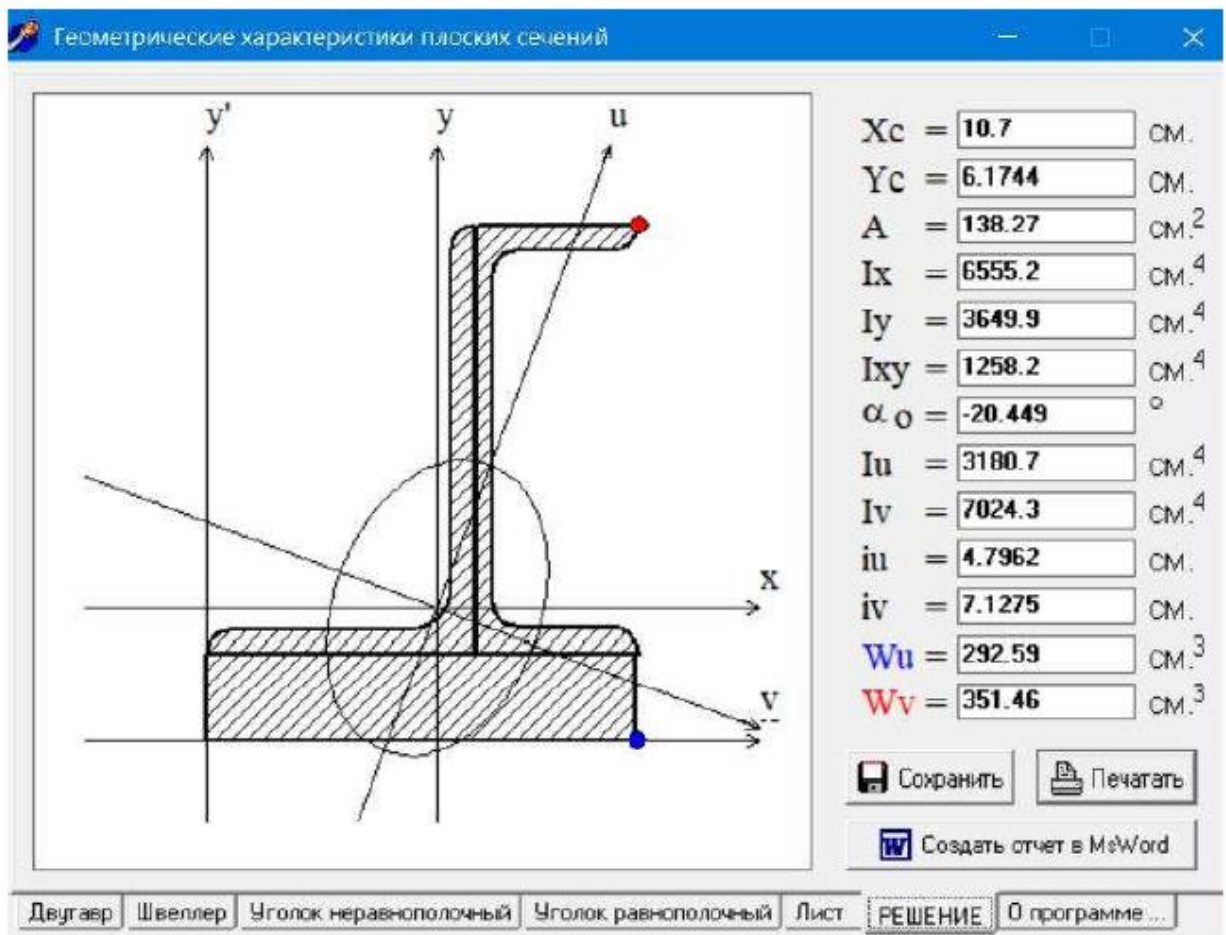 Геометрические характеристики плоских сечений
y' y u
x
v
Xc = 10.7 см.
Yc = 6.1744 см.
A = 138.27 см.2
Ix = 6555.2 см.4
Iy = 3649.9 см.4
Ixy = 1258.2 см.4
α o = -20.449 °
Iu = 3180.7 см.4
Iv = 7024.3 см.4
iu = 4.7962 см.
iv = 7.1275 см.
Wu = 292.59 см.3
Wv = 351.46 см.3
Сохранить Печатать
W Создать отчет в MsWord
Двутавр Швеллер Уголок неравнополочный Уголок равнополочный Лист РЕШЕНИЕ О программе ...